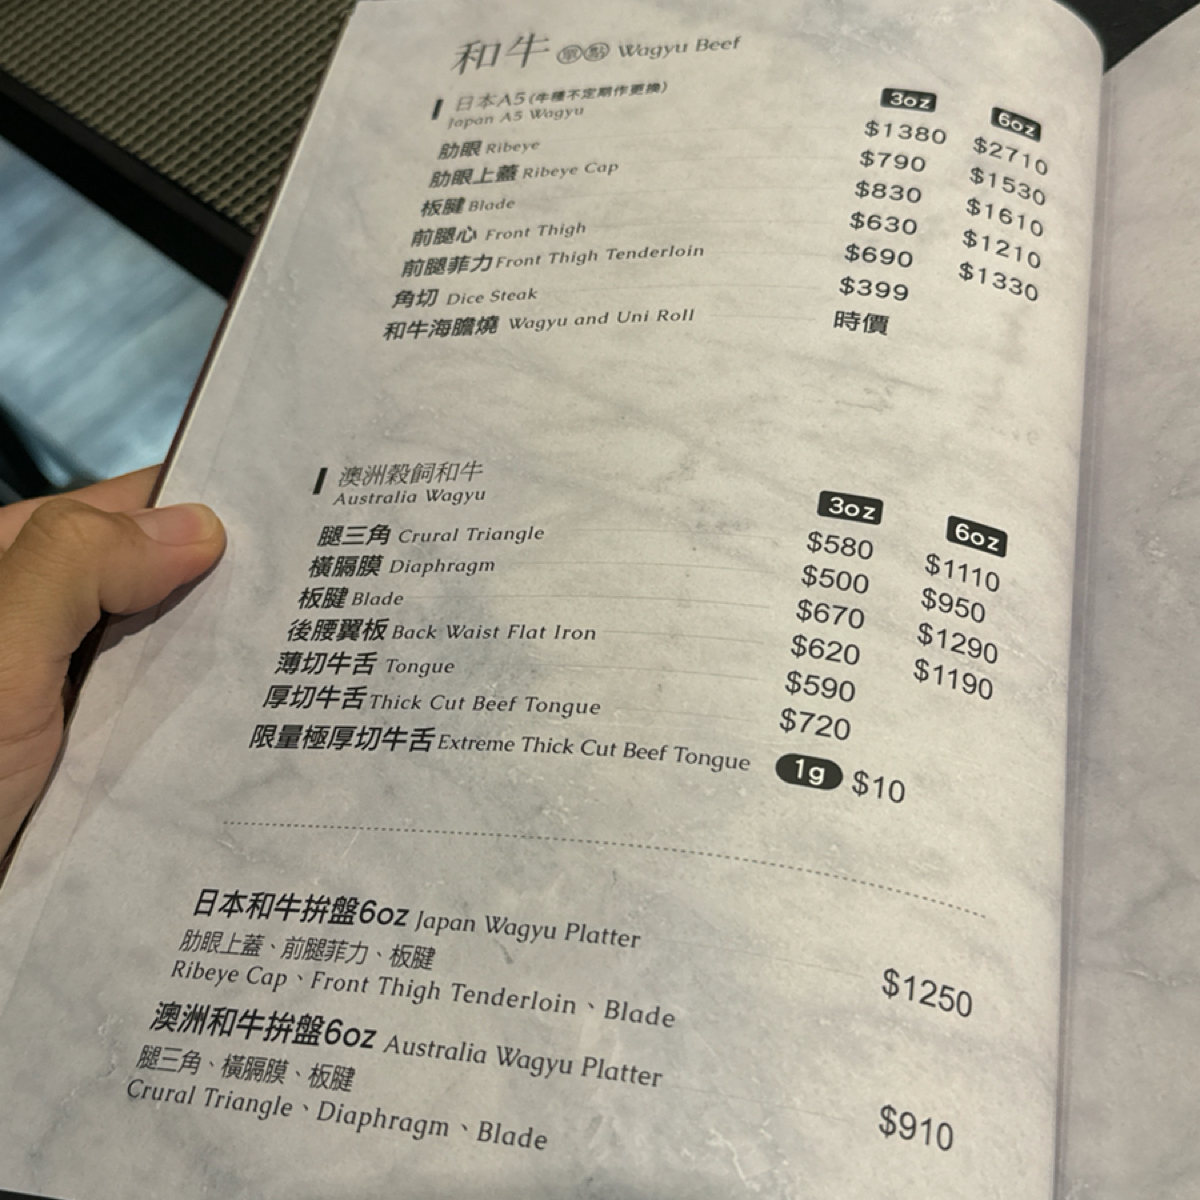 和牛 單點 Wagyu Beef
日本A5(牛種不定期作更換) 3oz 6oz
Japan A5 Wagyu
肋眼 Ribeye $1380 $2710
肋眼上蓋 Ribeye Cap $790 $1530
板腱 Blade $830 $1610
前腿心 Front Thigh $630 $1210
前腿菲力 Front Thigh Tenderloin $690 $1330
角切 Dice Steak $399
和牛海膽燒 Wagyu and Uni Roll 時價
澳洲穀飼和牛 3oz 6oz
Australia Wagyu
腿三角 Crural Triangle $580 $1110
橫膈膜 Diaphragm $500 $950
板腱 Blade $670 $1290
後腰翼板 Back Waist Flat Iron $620 $1190
薄切牛舌 Tongue $590
厚切牛舌 Thick Cut Beef Tongue $720
限量極厚切牛舌 Extreme Thick Cut Beef Tongue 1g $10
日本和牛拚盤6oz Japan Wagyu Platter $1250
肋眼上蓋、前腿菲力、板腱
Ribeye Cap、Front Thigh Tenderloin、Blade
澳洲和牛拚盤6oz Australia Wagyu Platter $910
腿三角、橫膈膜、板腱
Crural Triangle、Diaphragm、Blade